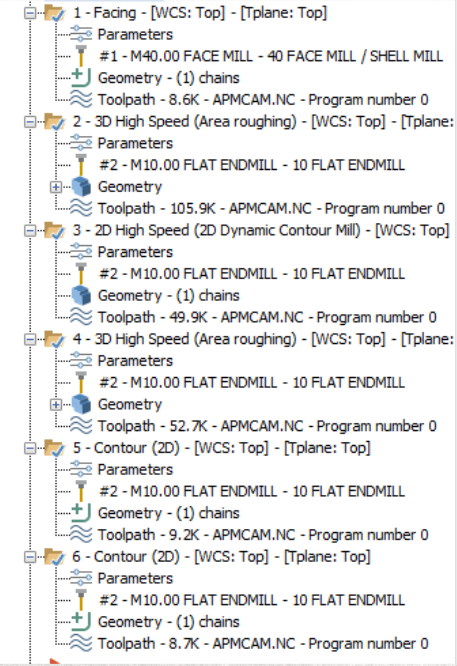 1 - Facing - [WCS: Top] - [Tplane: Top]
Parameters
#1 - M40.00 FACE MILL - 40 FACE MILL / SHELL MILL
Geometry - (1) chains
Toolpath - 8.6K - APMCAM.NC - Program number 0
2 - 3D High Speed (Area roughing) - [WCS: Top] - [Tplane:
Parameters
#2 - M10.00 FLAT ENDMILL - 10 FLAT ENDMILL
Geometry
Toolpath - 105.9K - APMCAM.NC - Program number 0
3 - 2D High Speed (2D Dynamic Contour Mill) - [WCS: Top]
Parameters
#2 - M10.00 FLAT ENDMILL - 10 FLAT ENDMILL
Geometry - (1) chains
Toolpath - 49.9K - APMCAM.NC - Program number 0
4 - 3D High Speed (Area roughing) - [WCS: Top] - [Tplane:
Parameters
#2 - M10.00 FLAT ENDMILL - 10 FLAT ENDMILL
Geometry
Toolpath - 52.7K - APMCAM.NC - Program number 0
5 - Contour (2D) - [WCS: Top] - [Tplane: Top]
Parameters
#2 - M10.00 FLAT ENDMILL - 10 FLAT ENDMILL
Geometry - (1) chains
Toolpath - 9.2K - APMCAM.NC - Program number 0
6 - Contour (2D) - [WCS: Top] - [Tplane: Top]
Parameters
#2 - M10.00 FLAT ENDMILL - 10 FLAT ENDMILL
Geometry - (1) chains
Toolpath - 8.7K - APMCAM.NC - Program number 0